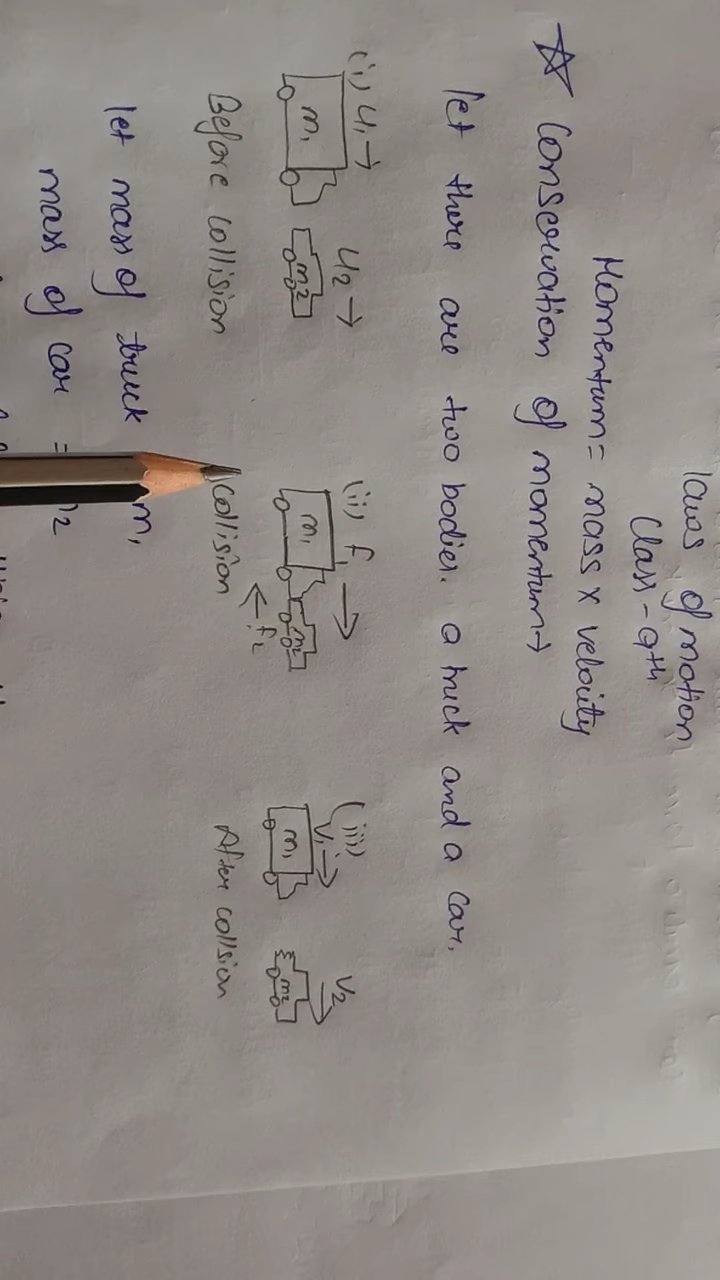 laws of motion
Class - 9th
Momentum = mass x velocity
Conservation of momentum →
let there are two bodies. a truck and a car.
(i) u₁ → u₂ →
m₁ m₂
Before collision
(ii) f₁ →
m₁ m₂
← f₂
collision
(iii) v₁ → v₂ →
m₁ m₂
After collision
let mass of truck m₁
mass of car = m₂